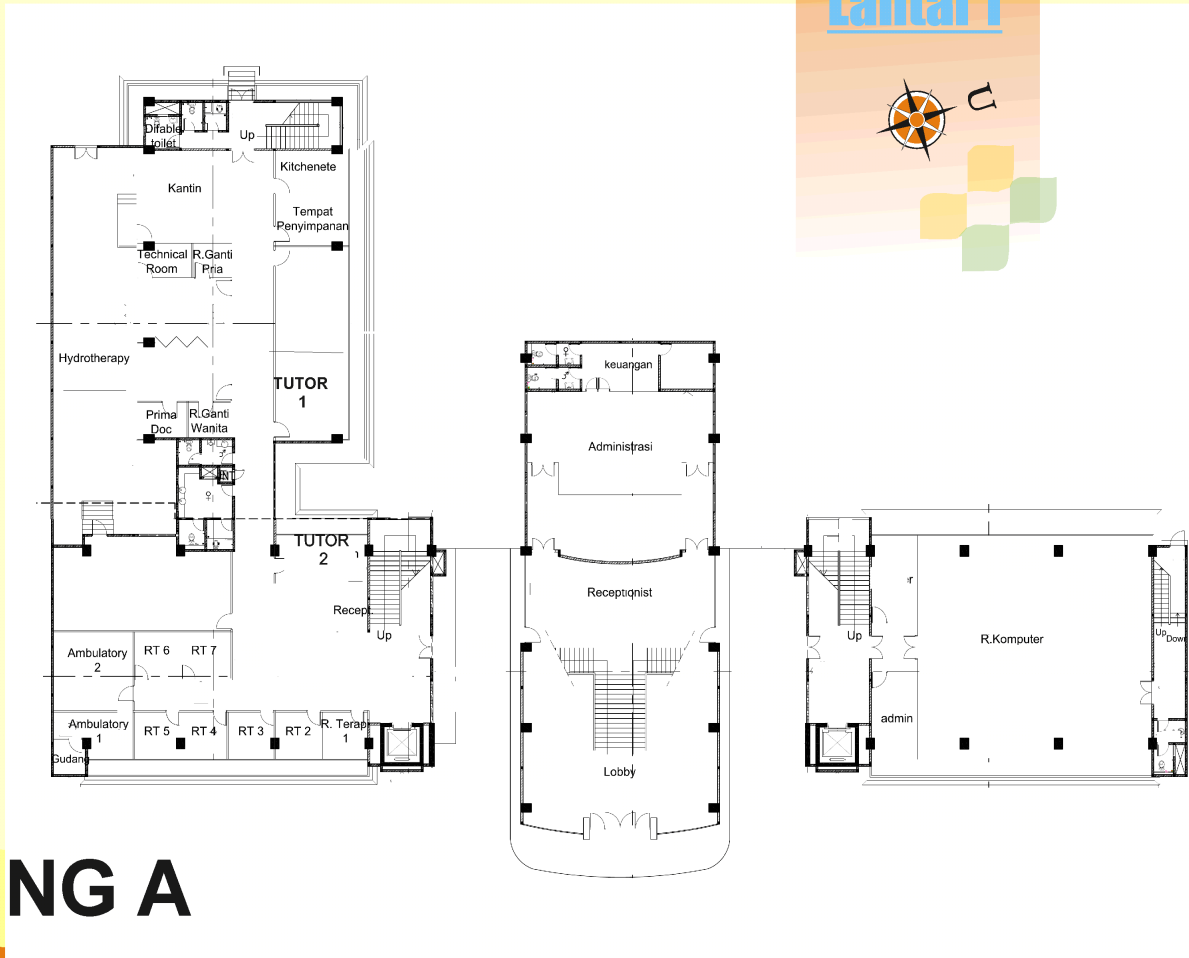 Lantai 1
U
Difable
toilet
Up
Kantin
Kitchenete
Tempat
Penyimpanan
Technical
Room
R.Ganti
Pria
Hydrotherapy
TUTOR
1
Prima
Doc
R.Ganti
Wanita
TUTOR
2
Recept.
Up
Ambulatory
2
RT 6
RT 7
Ambulatory
1
RT 5
RT 4
RT 3
RT 2
R. Terapi
1
Gudang
keuangan
Administrasi
Receptionist
Lobby
Up
admin
R.Komputer
Up
Down
NG A